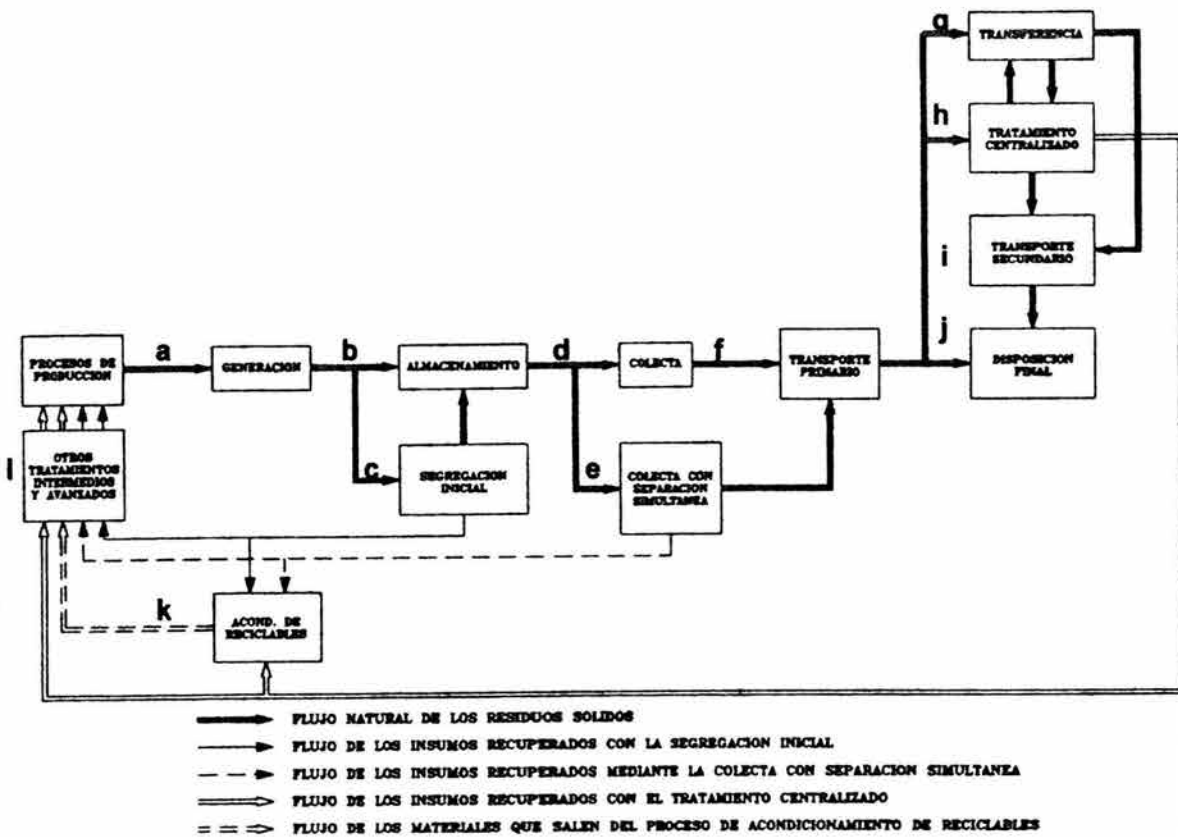 g
TRANSFERENCIA
h
TRATAMIENTO
CENTRALIZADO
i
TRANSPORTE
SECUNDARIO
j
DISPOSICION
FINAL
PROCESOS DE
PRODUCCION
a
GENERACION
b
ALMACENAMIENTO
d
COLECTA
f
TRANSPORTE
PRIMARIO
l
OTROS
TRATAMIENTOS
INTERMEDIOS
Y AVANZADOS
c
SEGREGACION
INICIAL
e
COLECTA CON
SEPARACION
SIMULTANEA
k
ACOND. DE
RECICLABLES
FLUJO NATURAL DE LOS RESIDUOS SOLIDOS
FLUJO DE LOS INSUMOS RECUPERADOS CON LA SEGREGACION INICIAL
FLUJO DE LOS INSUMOS RECUPERADOS MEDIANTE LA COLECTA CON SEPARACION SIMULTANEA
FLUJO DE LOS INSUMOS RECUPERADOS CON EL TRATAMIENTO CENTRALIZADO
FLUJO DE LOS MATERIALES QUE SALEN DEL PROCESO DE ACONDICIONAMIENTO DE RECICLABLES